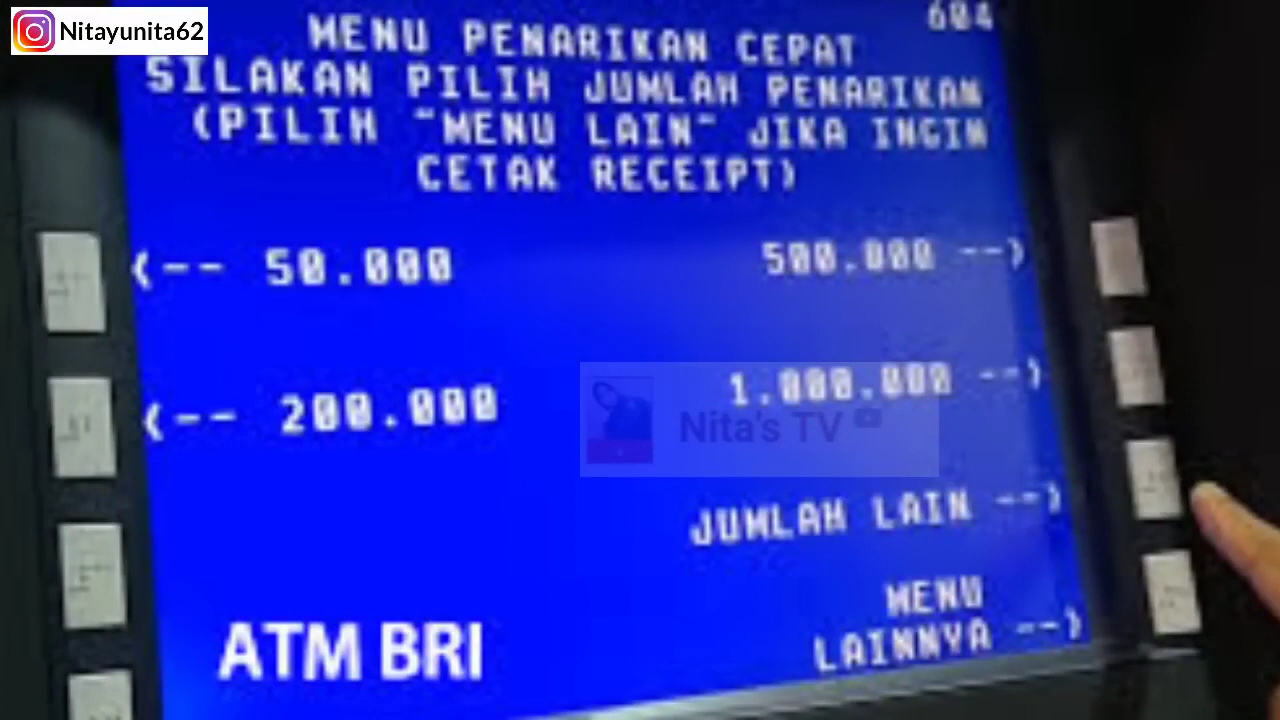 Nitayunita62
604
MENU PENARIKAN CEPAT
SILAKAN PILIH JUMLAH PENARIKAN
(PILIH "MENU LAIN" JIKA INGIN
CETAK RECEIPT)
<-- 50.000
500.000 -->
<-- 200.000
1.000.000 -->
Nita's TV
JUMLAH LAIN -->
MENU
LAINNYA -->
ATM BRI